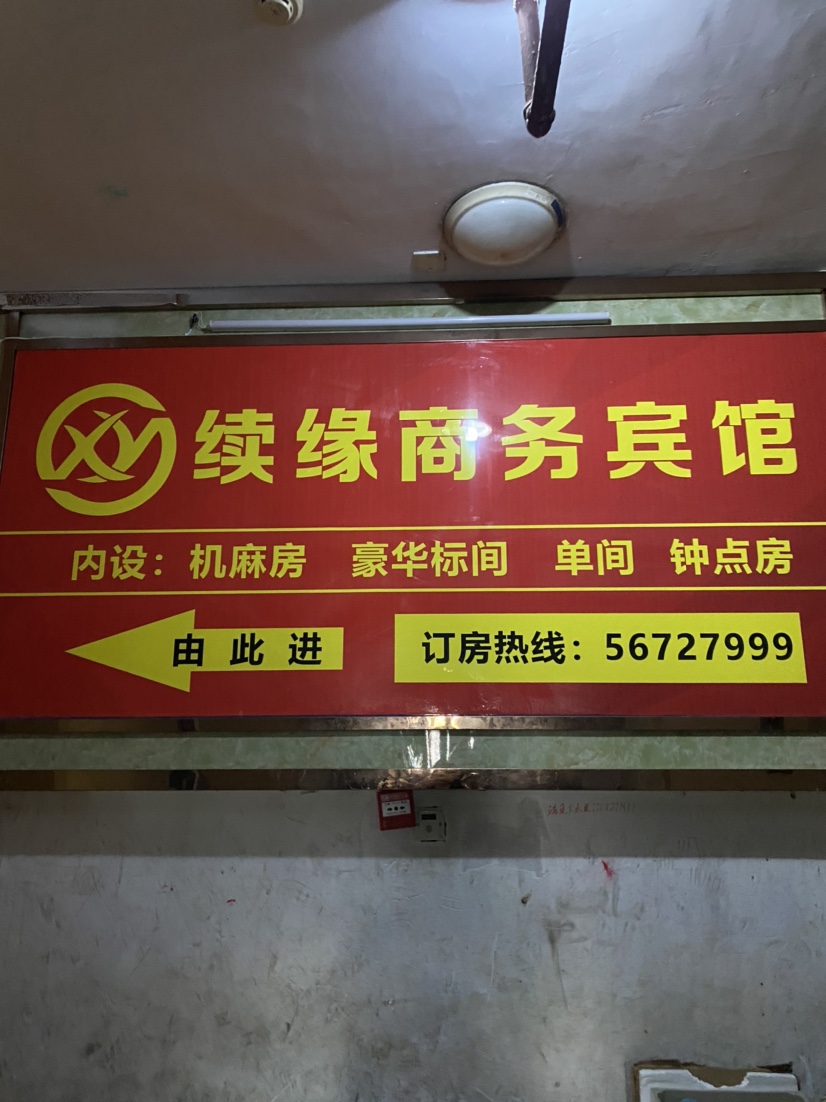 XY 续缘商务宾馆
内设：机麻房 豪华标间 单间 钟点房
由此进 订房热线：56727999